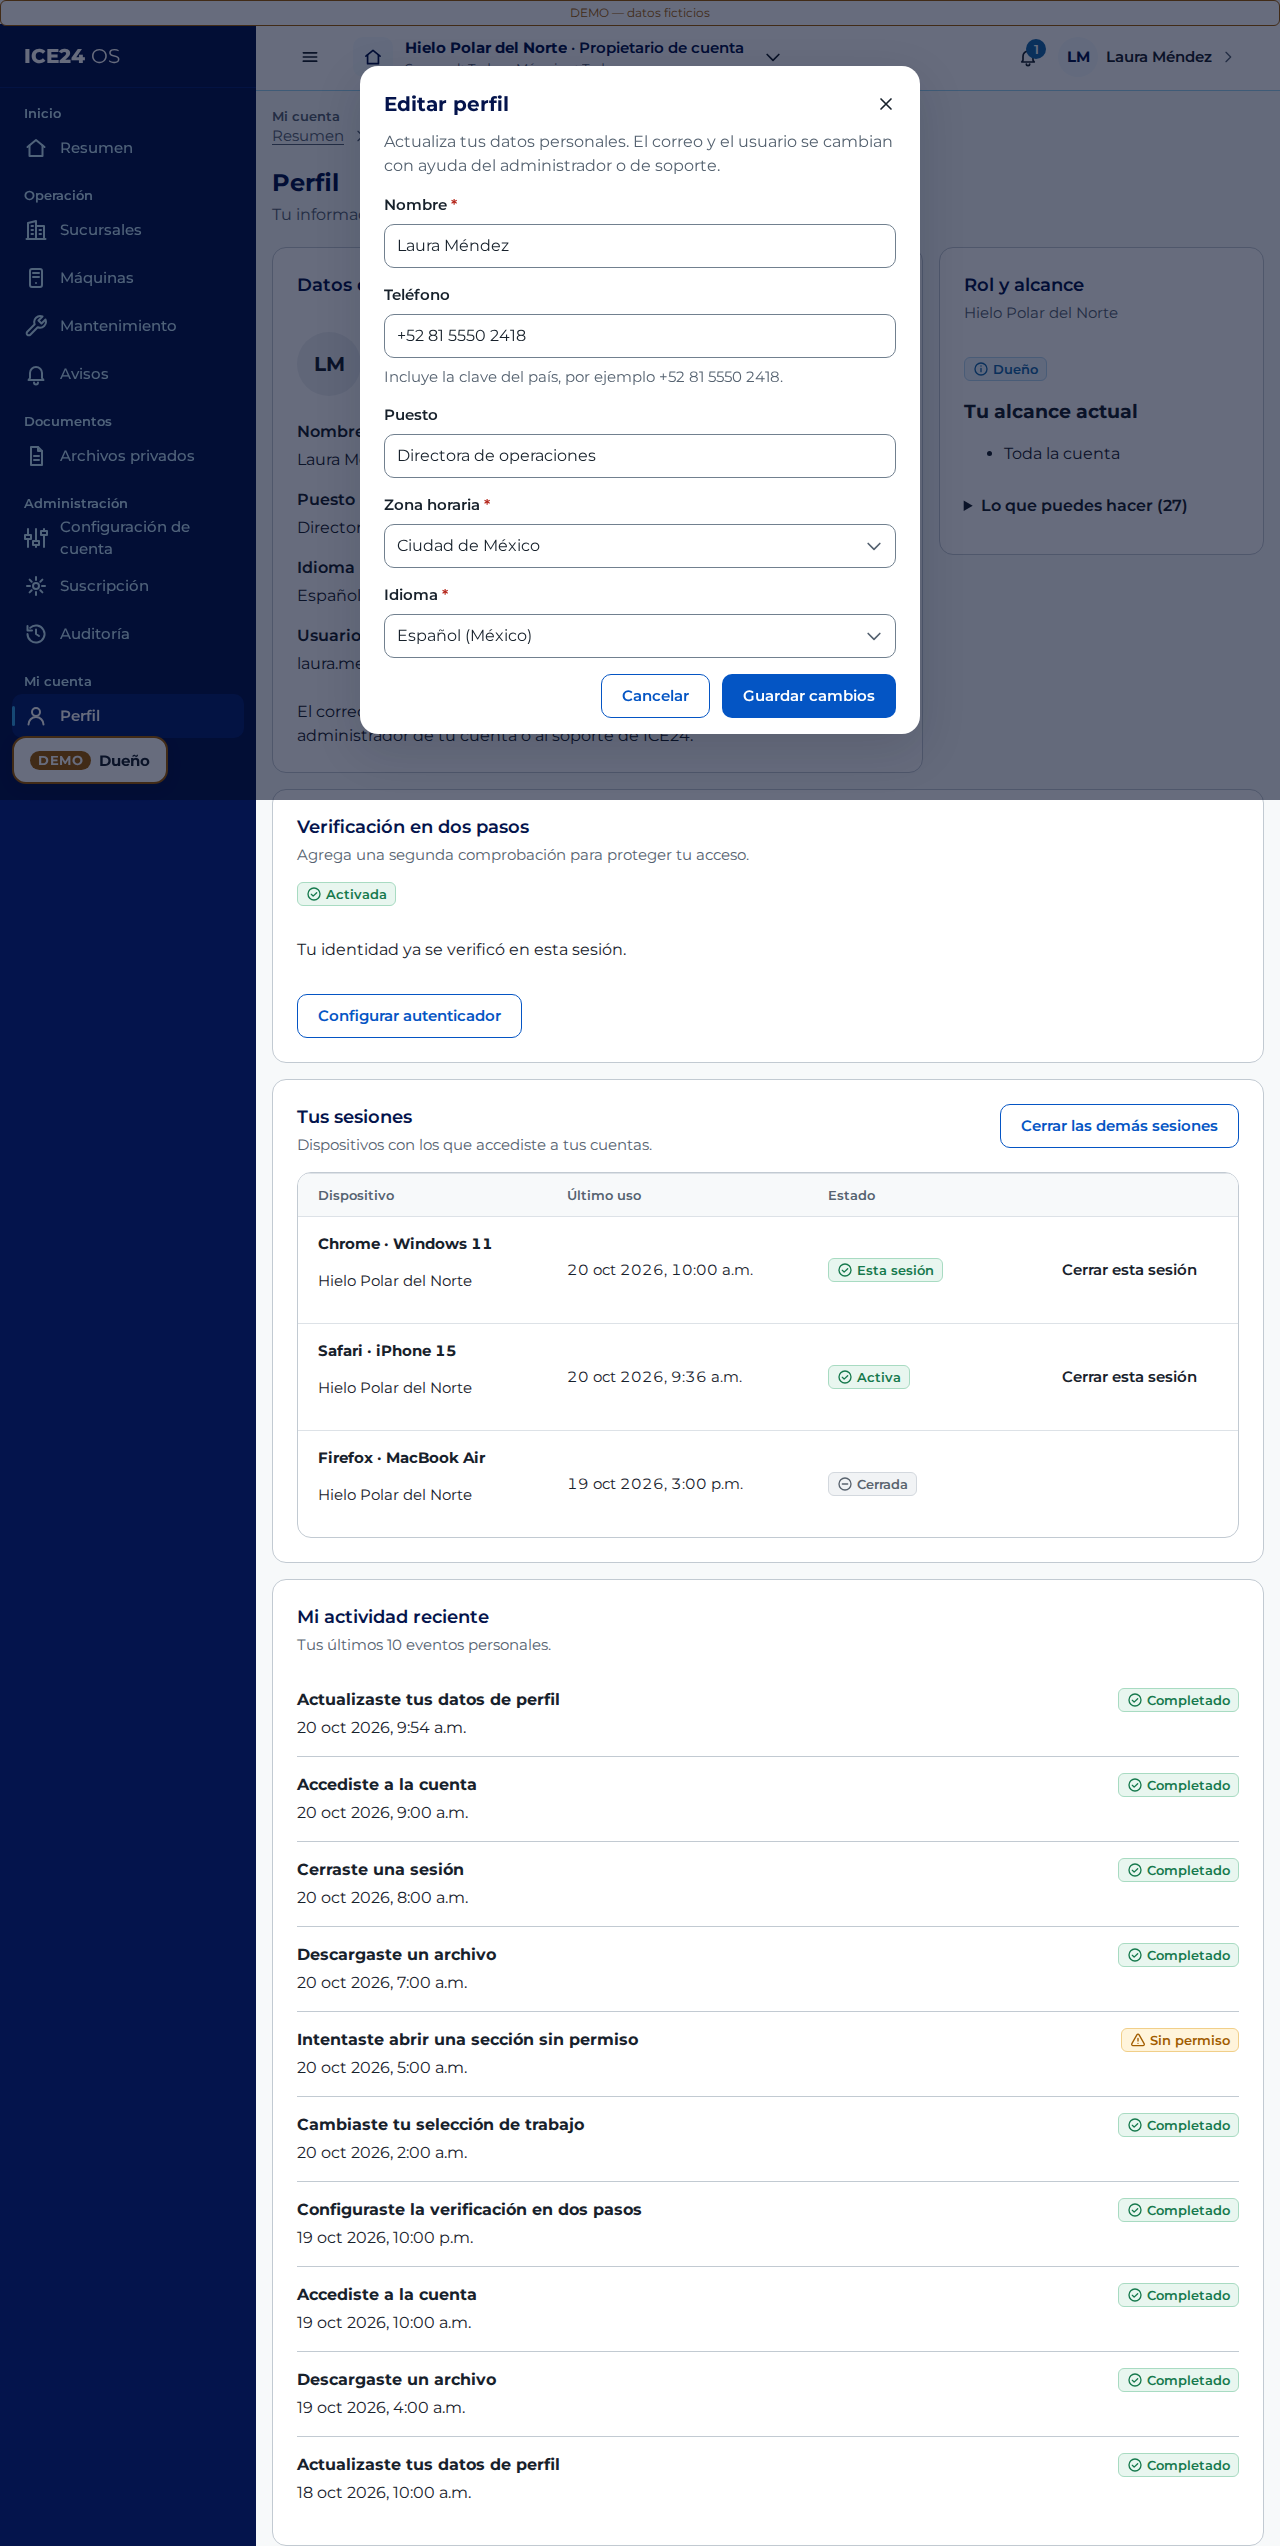 DEMO — datos ficticios
ICE24 OS
Inicio
Resumen
Operación
Sucursales
Máquinas
Mantenimiento
Avisos
Documentos
Archivos privados
Administración
Configuración de
cuenta
Suscripción
Auditoría
Mi cuenta
Perfil
DEMO Dueño
Hielo Polar del Norte · Propietario de cuenta
1
LM Laura Méndez
Mi cuenta
Resumen
Perfil
Tu informa
Datos
LM
Nombre
Laura M
Puesto
Director
Idioma
Español
Usuario
laura.me
El correo
administrador de tu cuenta o al soporte de ICE24.
Rol y alcance
Hielo Polar del Norte
Dueño
Tu alcance actual
Toda la cuenta
Lo que puedes hacer (27)
Editar perfil
Actualiza tus datos personales. El correo y el usuario se cambian
con ayuda del administrador o de soporte.
Nombre *
Laura Méndez
Teléfono
+52 81 5550 2418
Incluye la clave del país, por ejemplo +52 81 5550 2418.
Puesto
Directora de operaciones
Zona horaria *
Ciudad de México
Idioma *
Español (México)
Cancelar
Guardar cambios
Verificación en dos pasos
Agrega una segunda comprobación para proteger tu acceso.
Activada
Tu identidad ya se verificó en esta sesión.
Configurar autenticador
Tus sesiones
Dispositivos con los que accediste a tus cuentas.
Cerrar las demás sesiones
Dispositivo Último uso Estado
Chrome · Windows 11
Hielo Polar del Norte
20 oct 2026, 10:00 a.m.
Esta sesión
Cerrar esta sesión
Safari · iPhone 15
Hielo Polar del Norte
20 oct 2026, 9:36 a.m.
Activa
Cerrar esta sesión
Firefox · MacBook Air
Hielo Polar del Norte
19 oct 2026, 3:00 p.m.
Cerrada
Mi actividad reciente
Tus últimos 10 eventos personales.
Actualizaste tus datos de perfil
20 oct 2026, 9:54 a.m.
Completado
Accediste a la cuenta
20 oct 2026, 9:00 a.m.
Completado
Cerraste una sesión
20 oct 2026, 8:00 a.m.
Completado
Descargaste un archivo
20 oct 2026, 7:00 a.m.
Completado
Intentaste abrir una sección sin permiso
20 oct 2026, 5:00 a.m.
Sin permiso
Cambiaste tu selección de trabajo
20 oct 2026, 2:00 a.m.
Completado
Configuraste la verificación en dos pasos
19 oct 2026, 10:00 p.m.
Completado
Accediste a la cuenta
19 oct 2026, 10:00 a.m.
Completado
Descargaste un archivo
19 oct 2026, 4:00 a.m.
Completado
Actualizaste tus datos de perfil
18 oct 2026, 10:00 a.m.
Completado